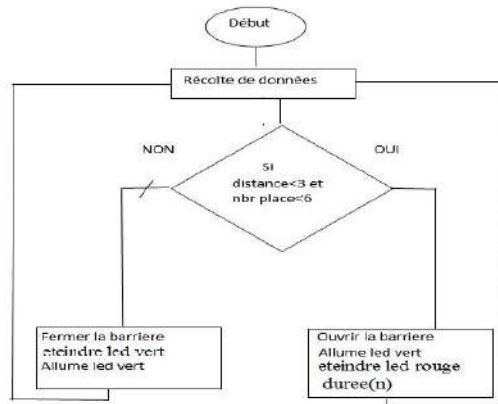 Début
Récolte de données
NON
OUI
SI
distance<3 et
nbr place<6
Fermer la barriere
eteindre led vert
Allume led vert
Ouvrir la barriere
Allume led vert
eteindre led rouge
duree(n)